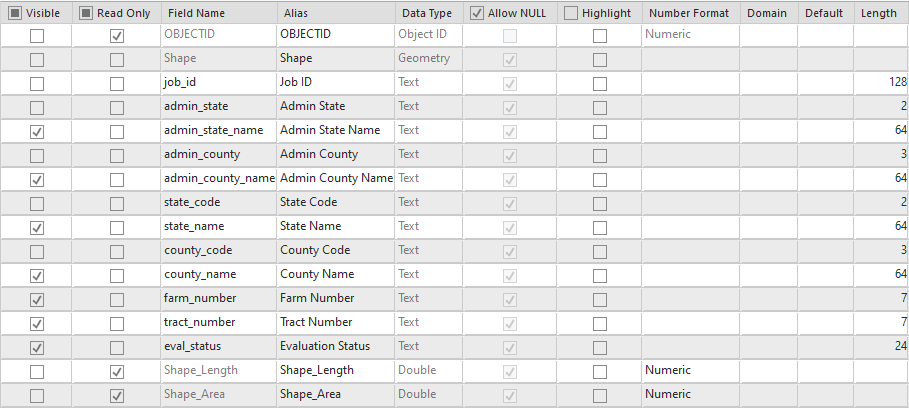 Visible Read Only Field Name Alias Data Type Allow NULL Highlight Number Format Domain Default Length
OBJECTID OBJECTID Object ID Numeric
Shape Shape Geometry
job_id Job ID Text 128
admin_state Admin State Text 2
admin_state_name Admin State Name Text 64
admin_county Admin County Text 3
admin_county_name Admin County Name Text 64
state_code State Code Text 2
state_name State Name Text 64
county_code County Code Text 3
county_name County Name Text 64
farm_number Farm Number Text 7
tract_number Tract Number Text 7
eval_status Evaluation Status Text 24
Shape_Length Shape_Length Double Numeric
Shape_Area Shape_Area Double Numeric